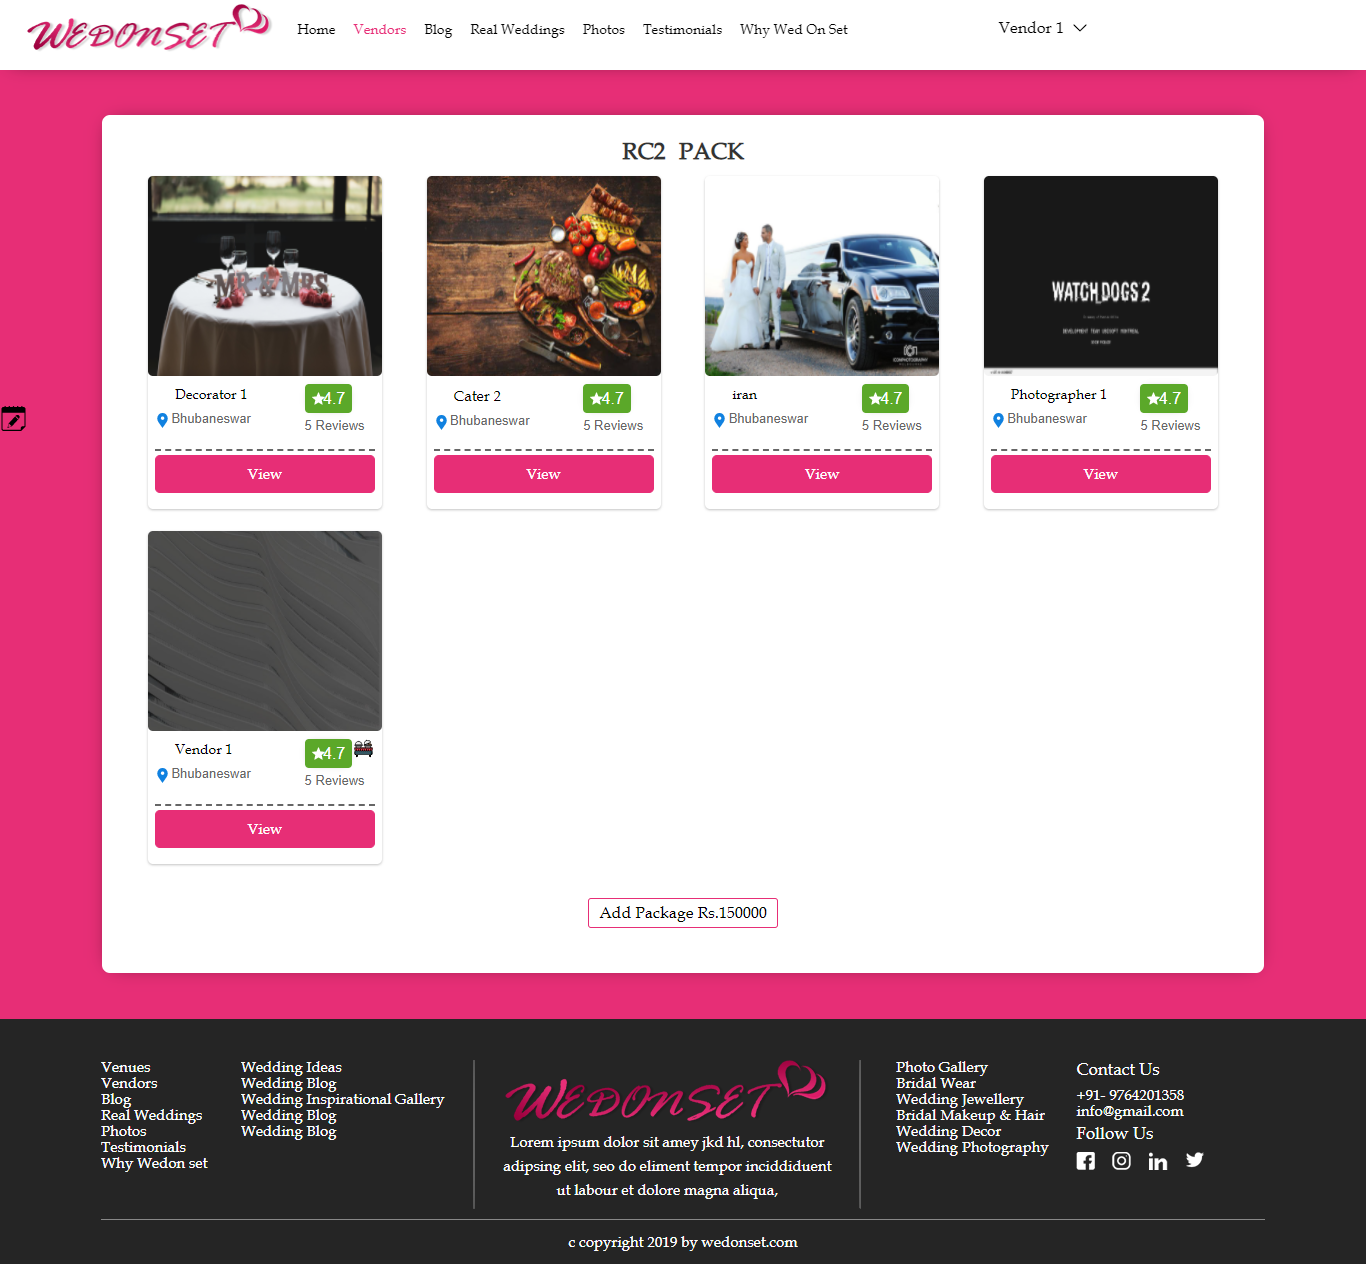 WEDONSET
Home Vendors Blog Real Weddings Photos Testimonials Why Wed On Set
Vendor 1
RC2 PACK
MR & MRS
WATCH_DOGS 2
Decorator 1
4.7
Bhubaneswar
5 Reviews
View
Cater 2
4.7
Bhubaneswar
5 Reviews
View
iran
4.7
Bhubaneswar
5 Reviews
View
Photographer 1
4.7
Bhubaneswar
5 Reviews
View
Vendor 1
4.7
Bhubaneswar
5 Reviews
View
Add Package Rs.150000
Venues
Vendors
Blog
Real Weddings
Photos
Testimonials
Why Wedon set
Wedding Ideas
Wedding Blog
Wedding Inspirational Gallery
Wedding Blog
Wedding Blog
WEDONSET
Lorem ipsum dolor sit amey jkd hl, consectutor
adipsing elit, seo do eliment tempor inciddiduent
ut labour et dolore magna aliqua,
Photo Gallery
Bridal Wear
Wedding Jewellery
Bridal Makeup & Hair
Wedding Decor
Wedding Photography
Contact Us
+91- 9764201358
info@gmail.com
Follow Us
c copyright 2019 by wedonset.com